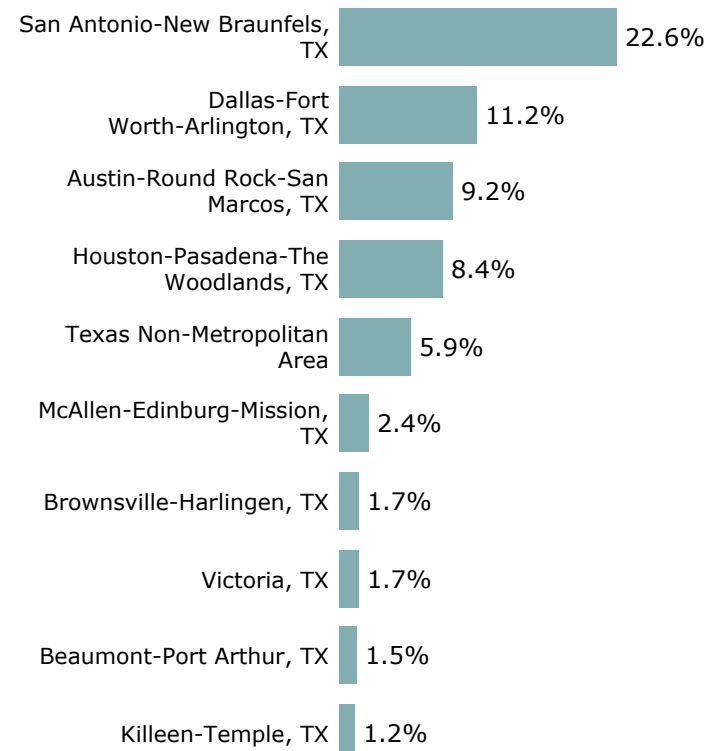 San Antonio-New Braunfels,
TX
22.6%
Dallas-Fort
Worth-Arlington, TX
11.2%
Austin-Round Rock-San
Marcos, TX
9.2%
Houston-Pasadena-The
Woodlands, TX
8.4%
Texas Non-Metropolitan
Area
5.9%
McAllen-Edinburg-Mission,
TX
2.4%
Brownsville-Harlingen, TX
1.7%
Victoria, TX
1.7%
Beaumont-Port Arthur, TX
1.5%
Killeen-Temple, TX
1.2%